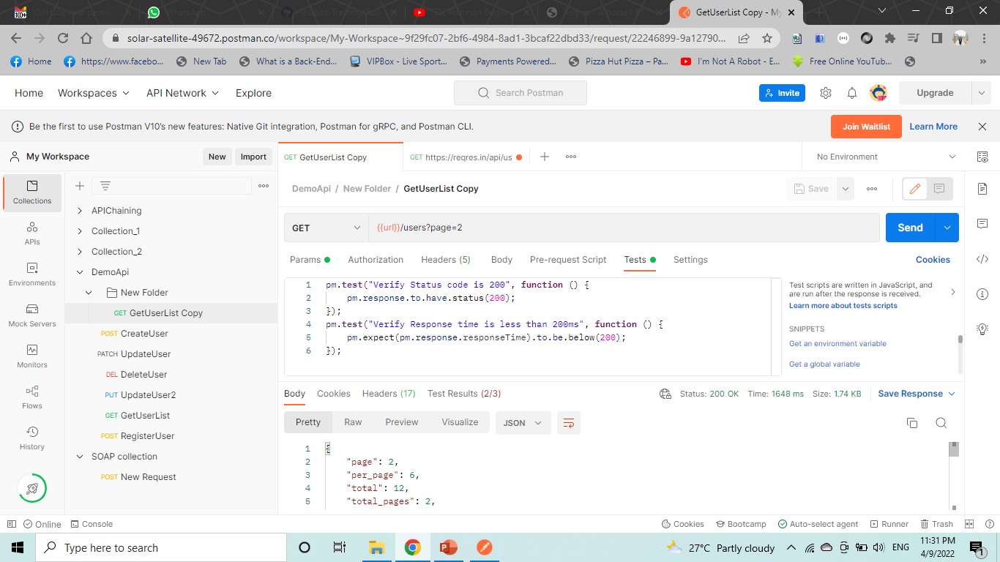 GetUserList Copy - My
solar-satellite-49672.postman.co/workspace/My-Workspace~9f29fc07-2bf6-4984-8ad1-3bcaf22dbd33/request/22246899-9a12790...
Home
https://www.facebo...
New Tab
What is a Back-End...
VIPBox - Live Sport...
Payments Powered...
Pizza Hut Pizza – Pa...
I'm Not A Robot - E...
Free Online YouTub...
»
Home
Workspaces
API Network
Explore
Search Postman
Invite
Upgrade
Be the first to use Postman V10's new features: Native Git integration, Postman for gRPC, and Postman CLI.
Join Waitlist
Learn More
My Workspace
New
Import
GET GetUserList Copy
GET https://reqres.in/api/us
No Environment
Collections
APIs
Environments
Mock Servers
Monitors
Flows
History
APIChaining
Collection_1
Collection_2
DemoApi
New Folder
GET GetUserList Copy
POST CreateUser
PATCH UpdateUser
DEL DeleteUser
PUT UpdateUser2
GET GetUserList
POST RegisterUser
SOAP collection
POST New Request
DemoApi / New Folder / GetUserList Copy
Save
GET
{{url}}/users?page=2
Send
Params
Authorization
Headers (5)
Body
Pre-request Script
Tests
Settings
Cookies
1 pm.test("Verify Status code is 200", function () {
2 pm.response.to.have.status(200);
3 });
4 pm.test("Verify Response time is less than 200ms", function () {
5 pm.expect(pm.response.responseTime).to.be.below(200);
6 });
Test scripts are written in JavaScript, and
are run after the response is received.
Learn more about tests scripts
SNIPPETS
Get an environment variable
Get a global variable
Body
Cookies
Headers (17)
Test Results (2/3)
Status: 200 OK
Time: 1648 ms
Size: 1.74 KB
Save Response
Pretty
Raw
Preview
Visualize
JSON
1 {
2 "page": 2,
3 "per_page": 6,
4 "total": 12,
5 "total_pages": 2,
Online
Console
Cookies
Bootcamp
Auto-select agent
Runner
Trash
Type here to search
27°C Partly cloudy
ENG
11:31 PM
4/9/2022
1